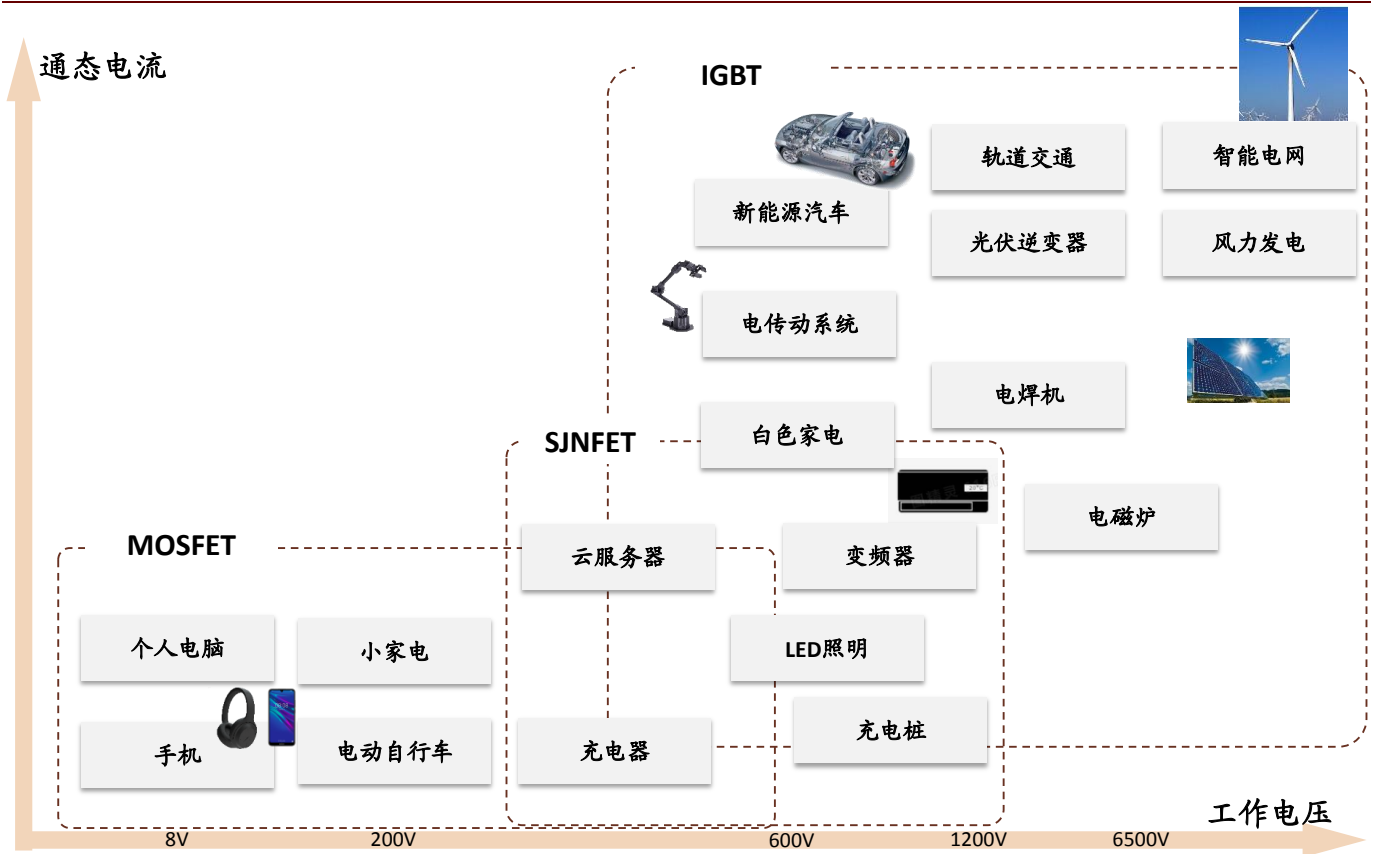 通态电流
IGBT
轨道交通
智能电网
新能源汽车
光伏逆变器
风力发电
电传动系统
电焊机
SJNFET
白色家电
电磁炉
MOSFET
云服务器
变频器
个人电脑
小家电
LED照明
手机
电动自行车
充电器
充电桩
工作电压
8V
200V
600V
1200V
6500V